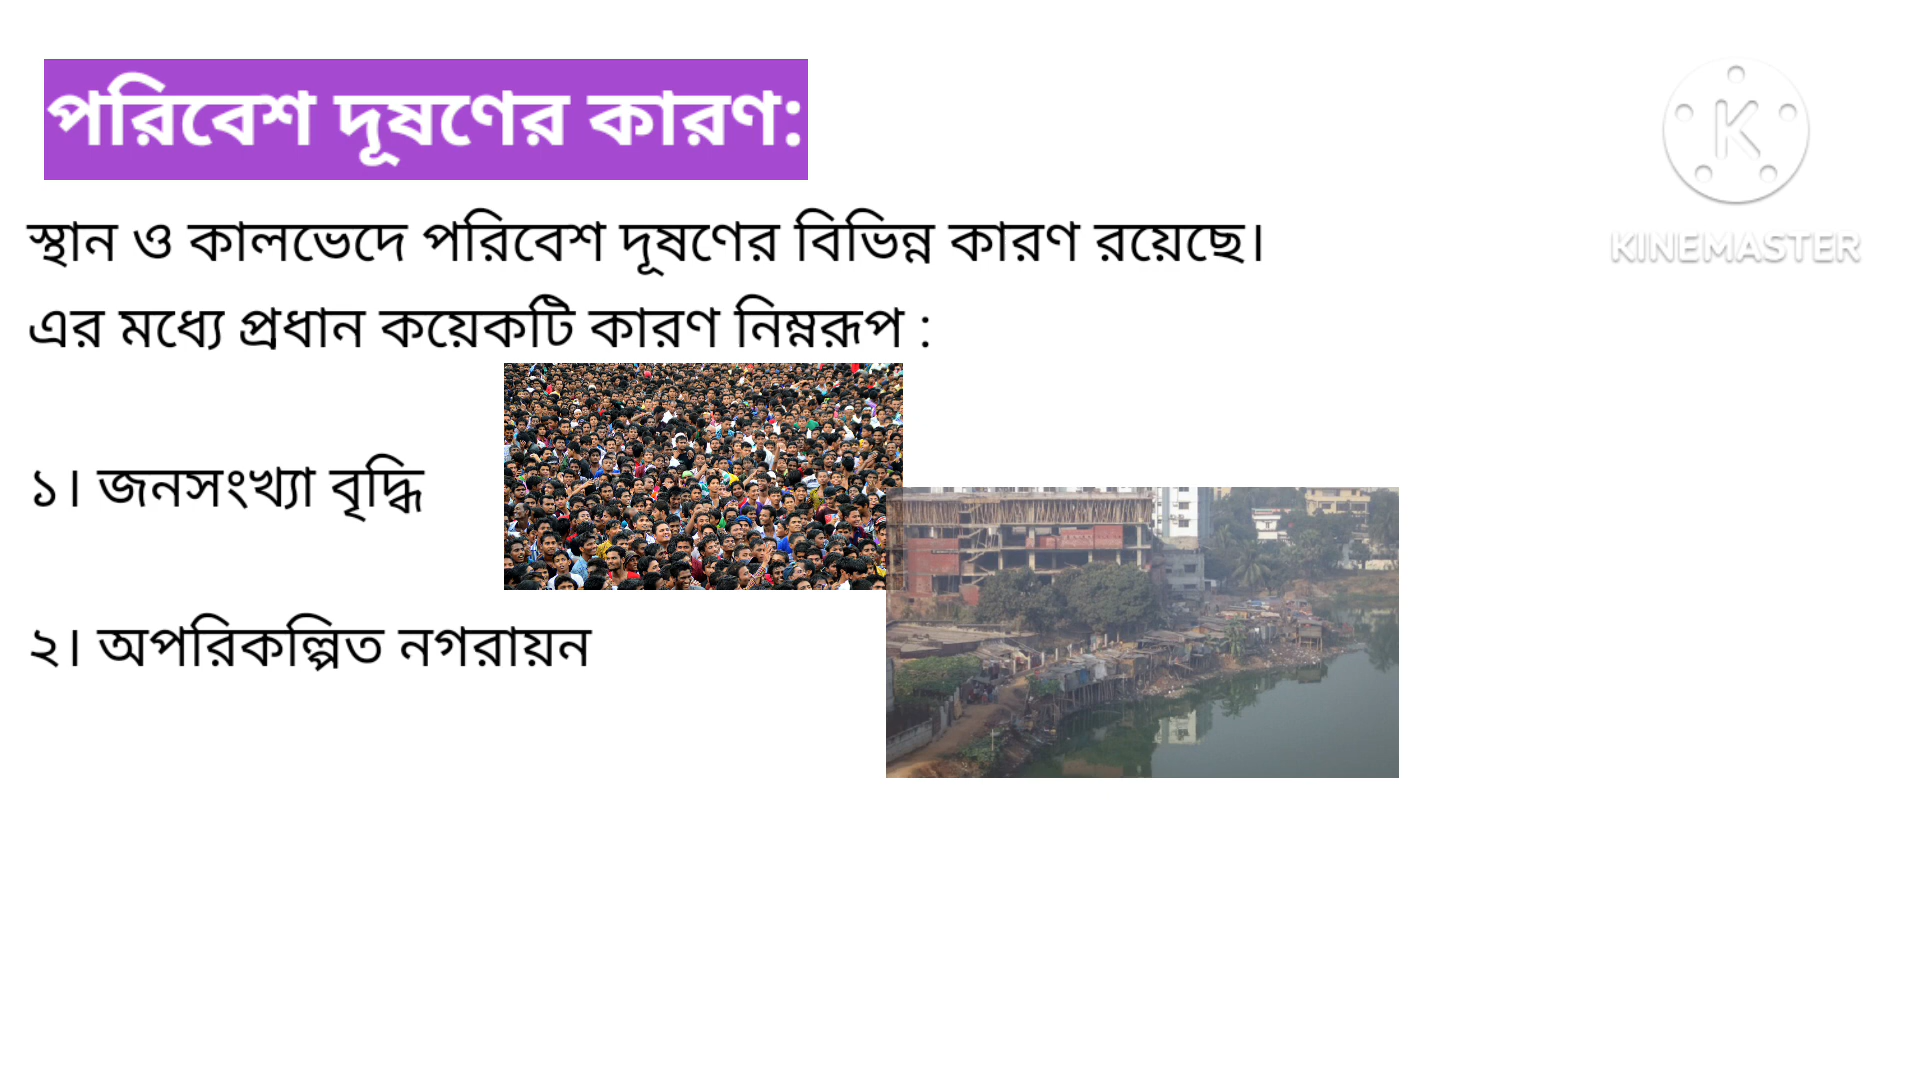 পরিবেশ দূষণের কারণ:
স্থান ও কালভেদে পরিবেশ দূষণের বিভিন্ন কারণ রয়েছে।
এর মধ্যে প্রধান কয়েকটি কারণ নিম্নরূপ :
১। জনসংখ্যা বৃদ্ধি
২। অপরিকল্পিত নগরায়ন
K
KINEMASTER